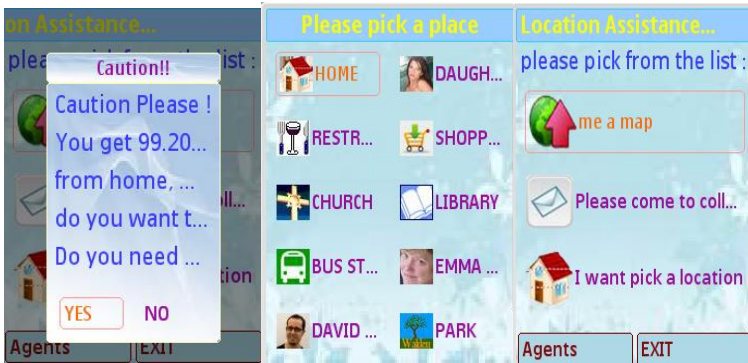 on Assistance...
plea
list :
Caution!!
Caution Please !
You get 99.20...
from home, ...
do you want t...
Do you need ...
YES
NO
ll...
tion
Agents
EXIT
Please pick a place
HOME
DAUGH...
RESTR...
SHOPP...
CHURCH
LIBRARY
BUS ST...
EMMA ...
DAVID ...
PARK
Walden
Location Assistance...
please pick from the list :
me a map
Please come to coll...
I want pick a location
Agents
EXIT